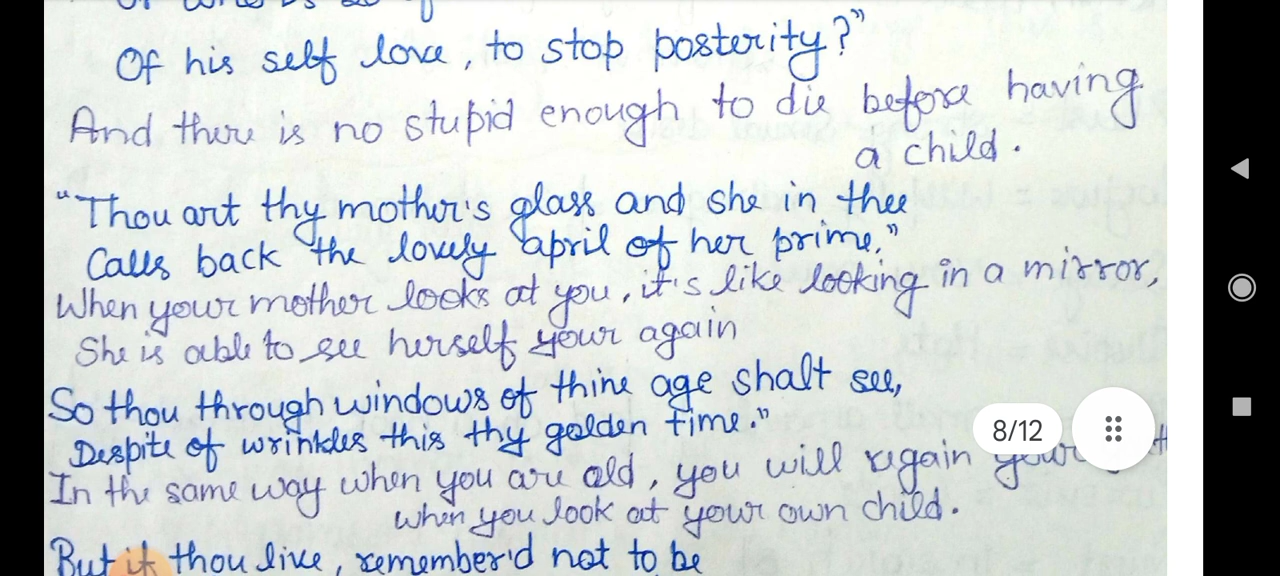 Of his self love, to stop posterity?"
And there is no stupid enough to die before having
a child.
"Thou art thy mother's glass and she in thee
Calls back the lovely april of her prime."
When your mother looks at you, it's like looking in a mirror,
She is able to see herself your again
So thou through windows of thine age shalt see,
Despite of wrinkles this thy golden time."
8/12
In the same way when you are old, you will regain your
when you look at your own child.
But if thou live, remember'd not to be